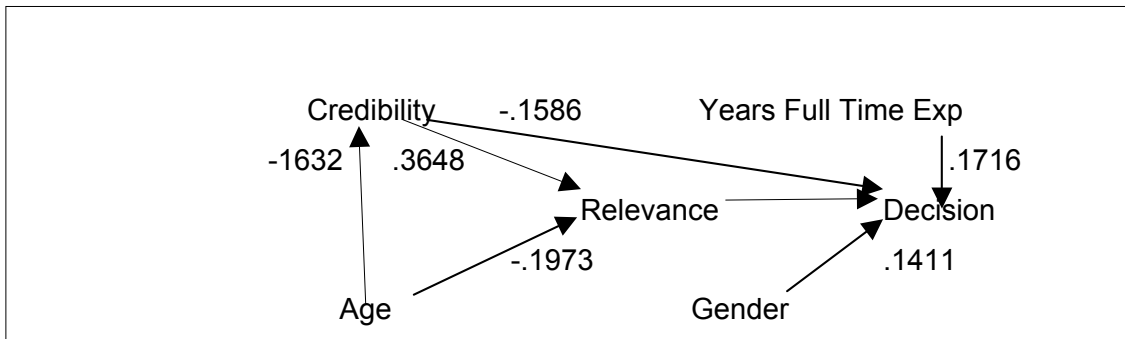 Credibility -.1586 Years Full Time Exp
-1632 .3648 .1716
Relevance Decision
-.1973 .1411
Age Gender